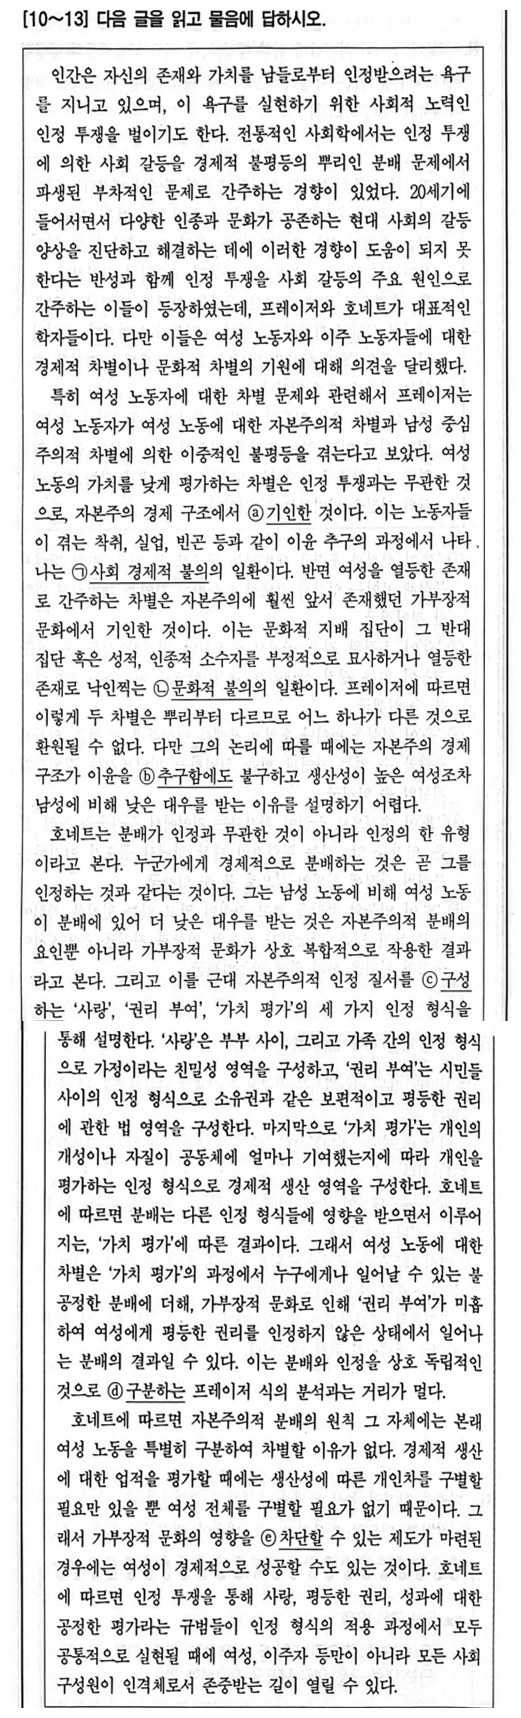 [10~13] 다음 글을 읽고 물음에 답하시오.
인간은 자신의 존재와 가치를 남들로부터 인정받으려는 욕구
를 지니고 있으며, 이 욕구를 실현하기 위한 사회적 노력인
인정 투쟁을 벌이기도 한다. 전통적인 사회학에서는 인정 투쟁
에 의한 사회 갈등을 경제적 불평등의 뿌리인 분배 문제에서
파생된 부차적인 문제로 간주하는 경향이 있었다. 20세기에
들어서면서 다양한 인종과 문화가 공존하는 현대 사회의 갈등
양상을 진단하고 해결하는 데에 이러한 경향이 도움이 되지 못
한다는 반성과 함께 인정 투쟁을 사회 갈등의 주요 원인으로
간주하는 이들이 등장하였는데, 프레이저와 호네트가 대표적인
학자들이다. 다만 이들은 여성 노동자와 이주 노동자들에 대한
경제적 차별이나 문화적 차별의 기원에 대해 의견을 달리했다.
특히 여성 노동자에 대한 차별 문제와 관련해서 프레이저는
여성 노동자가 여성 노동에 대한 자본주의적 차별과 남성 중심
주의적 차별에 의한 이중적인 불평등을 겪는다고 보았다. 여성
노동의 가치를 낮게 평가하는 차별은 인정 투쟁과는 무관한 것
으로, 자본주의 경제 구조에서 ⓐ기인한 것이다. 이는 노동자들
이 겪는 착취, 실업, 빈곤 등과 같이 이윤 추구의 과정에서 나타
나는 ㉠사회 경제적 불의의 일환이다. 반면 여성을 열등한 존재
로 간주하는 차별은 자본주의에 훨씬 앞서 존재했던 가부장적
문화에서 기인한 것이다. 이는 문화적 지배 집단이 그 반대
집단 혹은 성적, 인종적 소수자를 부정적으로 묘사하거나 열등한
존재로 낙인찍는 ㉡문화적 불의의 일환이다. 프레이저에 따르면
이렇게 두 차별은 뿌리부터 다르므로 어느 하나가 다른 것으로
환원될 수 없다. 다만 그의 논리에 따를 때에는 자본주의 경제
구조가 이윤을 ⓑ추구함에도 불구하고 생산성이 높은 여성조차
남성에 비해 낮은 대우를 받는 이유를 설명하기 어렵다.
호네트는 분배가 인정과 무관한 것이 아니라 인정의 한 유형
이라고 본다. 누군가에게 경제적으로 분배하는 것은 곧 그를
인정하는 것과 같다는 것이다. 그는 남성 노동에 비해 여성 노동
이 분배에 있어 더 낮은 대우를 받는 것은 자본주의적 분배의
요인뿐 아니라 가부장적 문화가 상호 복합적으로 작용한 결과
라고 본다. 그리고 이를 근대 자본주의적 인정 질서를 ⓒ구성
하는 ‘사랑’, ‘권리 부여’, ‘가치 평가’의 세 가지 인정 형식을
통해 설명한다. ‘사랑’은 부부 사이, 그리고 가족 간의 인정 형식
으로 가정이라는 친밀성 영역을 구성하고, ‘권리 부여’는 시민들
사이의 인정 형식으로 소유권과 같은 보편적이고 평등한 권리
에 관한 법 영역을 구성한다. 마지막으로 ‘가치 평가’는 개인의
개성이나 자질이 공동체에 얼마나 기여했는지에 따라 개인을
평가하는 인정 형식으로 경제적 생산 영역을 구성한다. 호네트
에 따르면 분배는 다른 인정 형식들에 영향을 받으면서 이루어
지는, ‘가치 평가’에 따른 결과이다. 그래서 여성 노동에 대한
차별은 ‘가치 평가’의 과정에서 누구에게나 일어날 수 있는 불
공정한 분배에 더해, 가부장적 문화로 인해 ‘권리 부여’가 미흡
하여 여성에게 평등한 권리를 인정하지 않은 상태에서 일어나
는 분배의 결과일 수 있다. 이는 분배와 인정을 상호 독립적인
것으로 ⓓ구분하는 프레이저 식의 분석과는 거리가 멀다.
호네트에 따르면 자본주의적 분배의 원칙 그 자체에는 본래
여성 노동을 특별히 구분하여 차별할 이유가 없다. 경제적 생산
에 대한 업적을 평가할 때에는 생산성에 따른 개인차를 구별할
필요만 있을 뿐 여성 전체를 구별할 필요가 없기 때문이다. 그
래서 가부장적 문화의 영향을 ⓔ차단할 수 있는 제도가 마련된
경우에는 여성이 경제적으로 성공할 수도 있는 것이다. 호네트
에 따르면 인정 투쟁을 통해 사랑, 평등한 권리, 성과에 대한
공정한 평가라는 규범들이 인정 형식의 적용 과정에서 모두
공통적으로 실현될 때에 여성, 이주자 등만이 아니라 모든 사회
구성원이 인격체로서 존중받는 길이 열릴 수 있다.